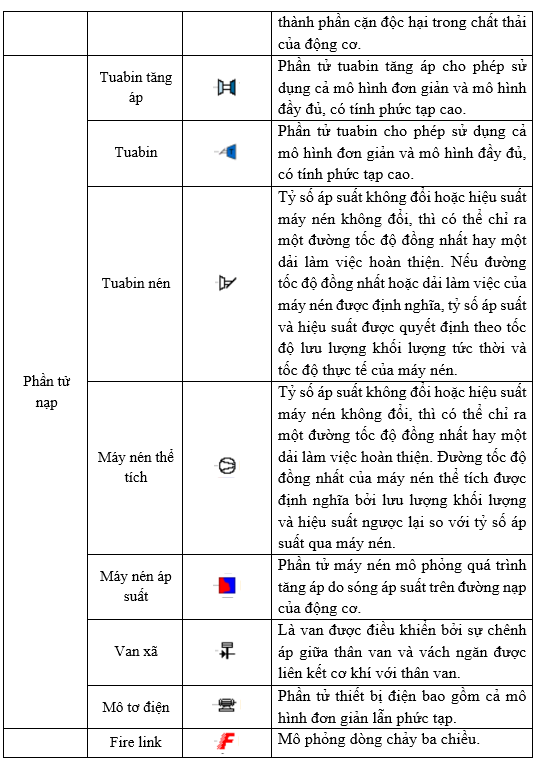 thành phần cặn độc hại trong chất thải
của động cơ.
Phần tử
nạp
Tuabin tăng
áp
Phần tử tuabin tăng áp cho phép sử
dụng cả mô hình đơn giản và mô hình
đầy đủ, có tính phức tạp cao.
Tuabin
Phần tử tuabin cho phép sử dụng cả
mô hình đơn giản và mô hình đầy đủ,
có tính phức tạp cao.
Tuabin nén
Tỷ số áp suất không đổi hoặc hiệu suất
máy nén không đổi, thì có thể chỉ ra
một đường tốc độ đồng nhất hay một
dải làm việc hoàn thiện. Nếu đường
tốc độ đồng nhất hoặc dải làm việc của
máy nén được định nghĩa, tỷ số áp suất
và hiệu suất được quyết định theo tốc
độ lưu lượng khối lượng tức thời và
tốc độ thực tế của máy nén.
Máy nén thể
tích
Tỷ số áp suất không đổi hoặc hiệu suất
máy nén không đổi, thì có thể chỉ ra
một đường tốc độ đồng nhất hay một
dải làm việc hoàn thiện. Đường tốc độ
đồng nhất của máy nén thể tích được
định nghĩa bởi lưu lượng khối lượng
và hiệu suất ngược lại so với tỷ số áp
suất qua máy nén.
Máy nén áp
suất
Phần tử máy nén mô phỏng quá trình
tăng áp do sóng áp suất trên đường nạp
của động cơ.
Van xã
Là van được điều khiển bởi sự chênh
áp giữa thân van và vách ngăn được
liên kết cơ khí với thân van.
Mô tơ điện
Phần tử thiết bị điện bao gồm cả mô
hình đơn giản lẫn phức tạp.
Fire link
Mô phỏng dòng chảy ba chiều.